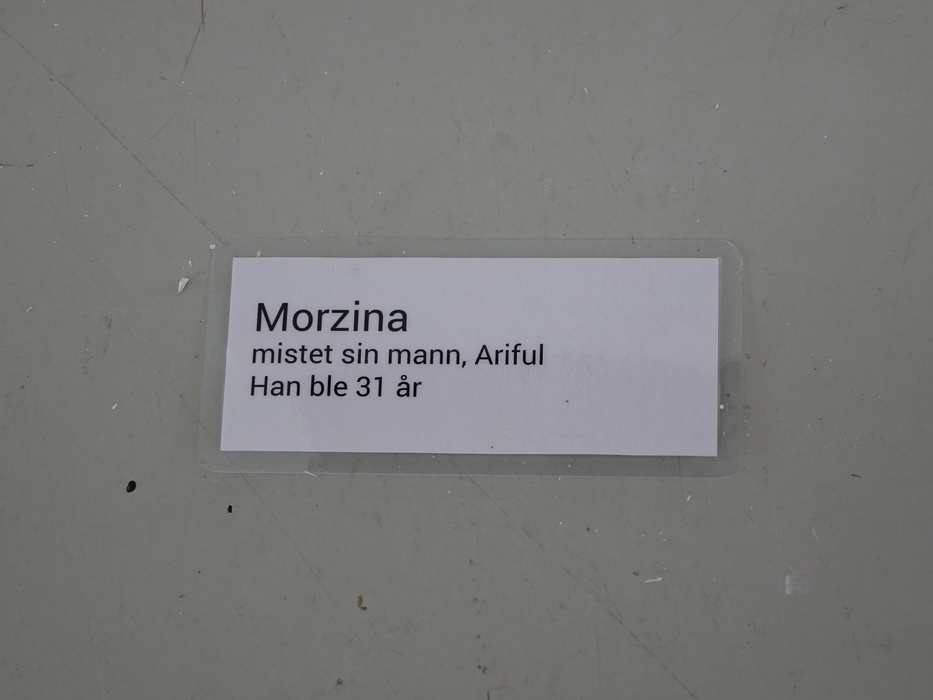 Morzina
mistet sin mann, Ariful
Han ble 31 år